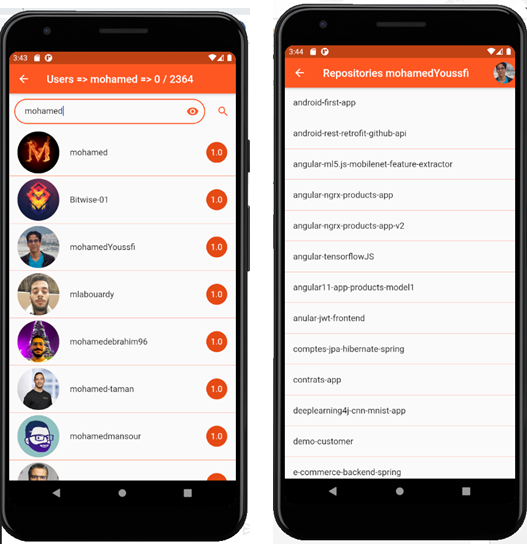 3:43
Users => mohamed => 0 / 2364
mohamed
mohamed 1.0
Bitwise-01 1.0
mohamedYoussfi 1.0
mlabouardy 1.0
mohamedebrahim96 1.0
mohamed-taman 1.0
mohamedmansour 1.0
3:44
Repositories mohamedYoussfi
android-first-app
android-rest-retrofit-github-api
angular-ml5.js-mobilenet-feature-extractor
angular-ngrx-products-app
angular-ngrx-products-app-v2
angular-tensorflowJS
angular11-app-products-model1
anular-jwt-frontend
comptes-jpa-hibernate-spring
contrats-app
deeplearning4j-cnn-mnist-app
demo-customer
e-commerce-backend-spring